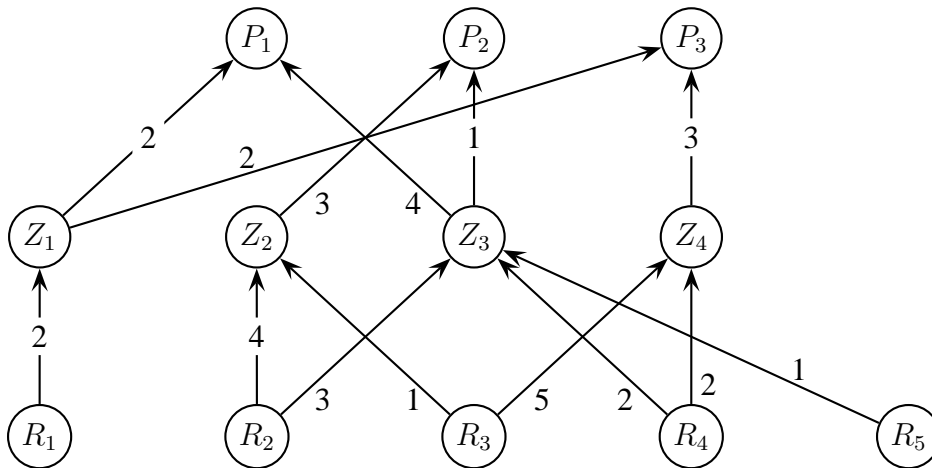 P₁ P₂ P₃
2 2 1 3
3 4
Z₁ Z₂ Z₃ Z₄
2 4 1
3 1 5 2 2
R₁ R₂ R₃ R₄ R₅